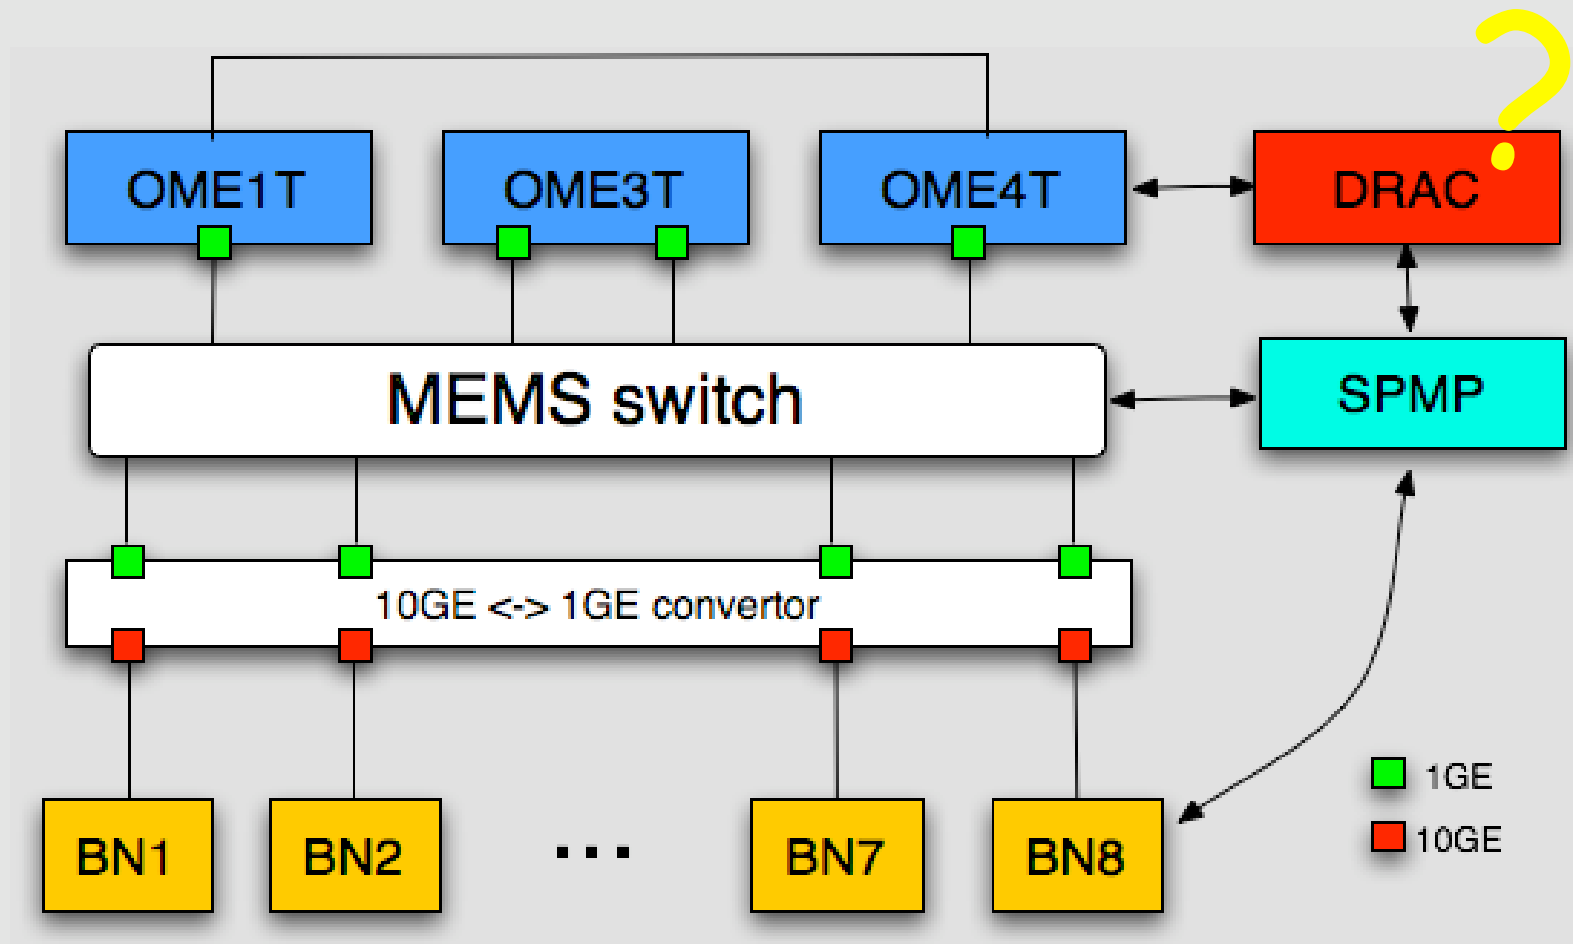 ?
OME1T
OME3T
OME4T
DRAC
MEMS switch
SPMP
10GE <-> 1GE convertor
1GE
10GE
BN1
BN2
...
BN7
BN8